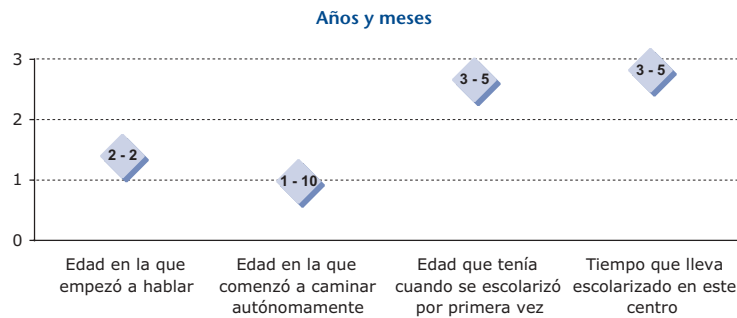 Años y meses
3
2
1
0
2 - 2
1 - 10
3 - 5
3 - 5
Edad en la que
empezó a hablar
Edad en la que
comenzó a caminar
autónomamente
Edad que tenía
cuando se escolarizó
por primera vez
Tiempo que lleva
escolarizado en este
centro